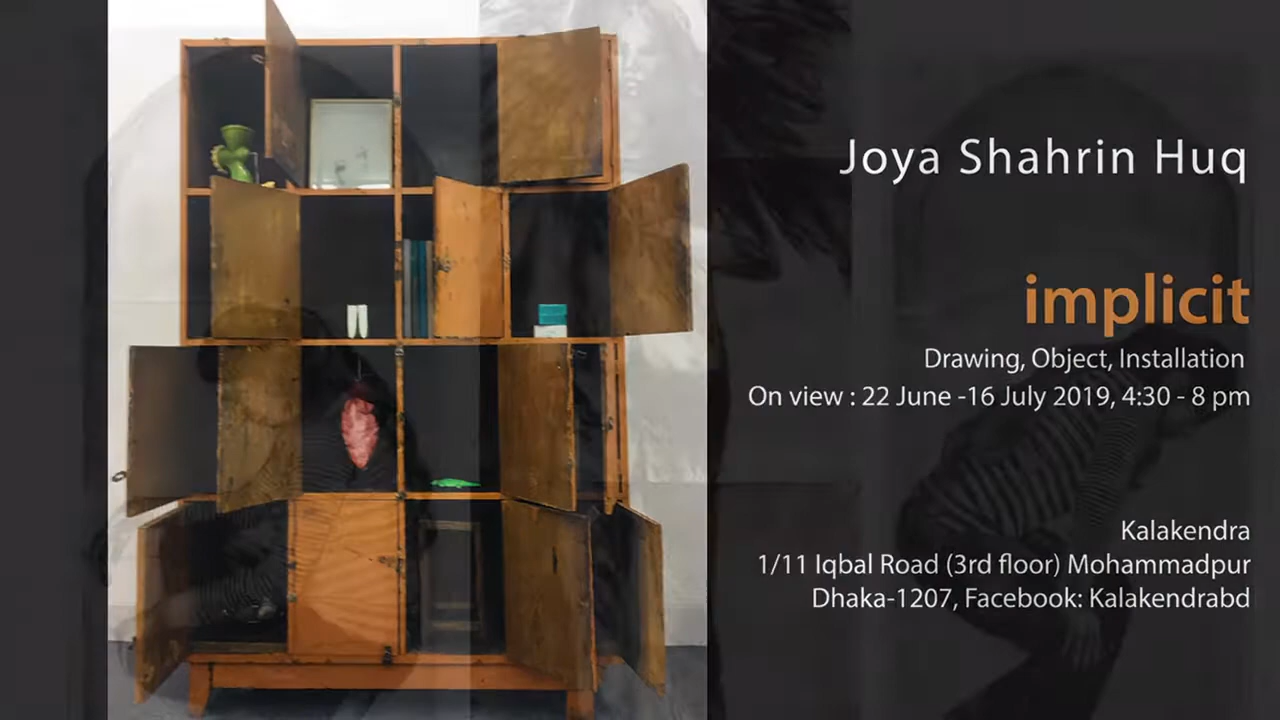 Joya Shahrin Huq
implicit
Drawing, Object, Installation
On view : 22 June -16 July 2019, 4:30 - 8 pm
Kalakendra
1/11 Iqbal Road (3rd floor) Mohammadpur
Dhaka-1207, Facebook: Kalakendrabd